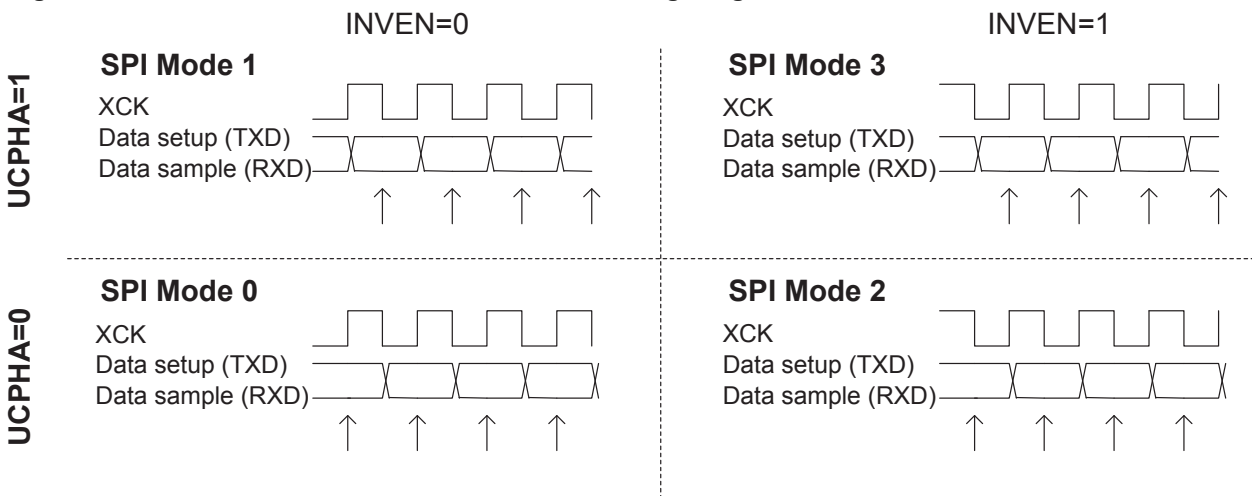 INVEN=0
INVEN=1
UCPHA=1
SPI Mode 1
XCK
Data setup (TXD)
Data sample (RXD)
SPI Mode 3
XCK
Data setup (TXD)
Data sample (RXD)
UCPHA=0
SPI Mode 0
XCK
Data setup (TXD)
Data sample (RXD)
SPI Mode 2
XCK
Data setup (TXD)
Data sample (RXD)